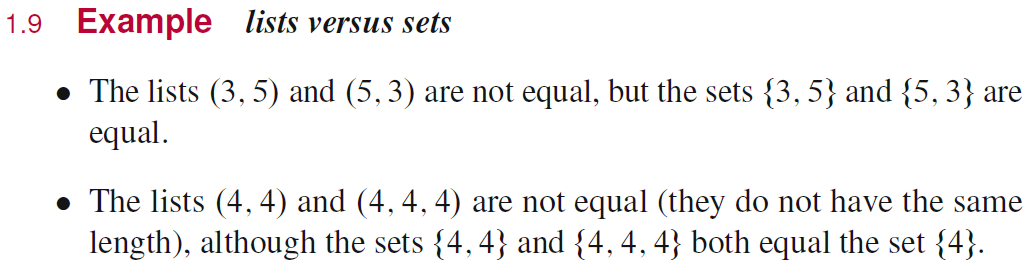 1.9 Example lists versus sets
• The lists (3, 5) and (5, 3) are not equal, but the sets {3, 5} and {5, 3} are
equal.
• The lists (4, 4) and (4, 4, 4) are not equal (they do not have the same
length), although the sets {4, 4} and {4, 4, 4} both equal the set {4}.